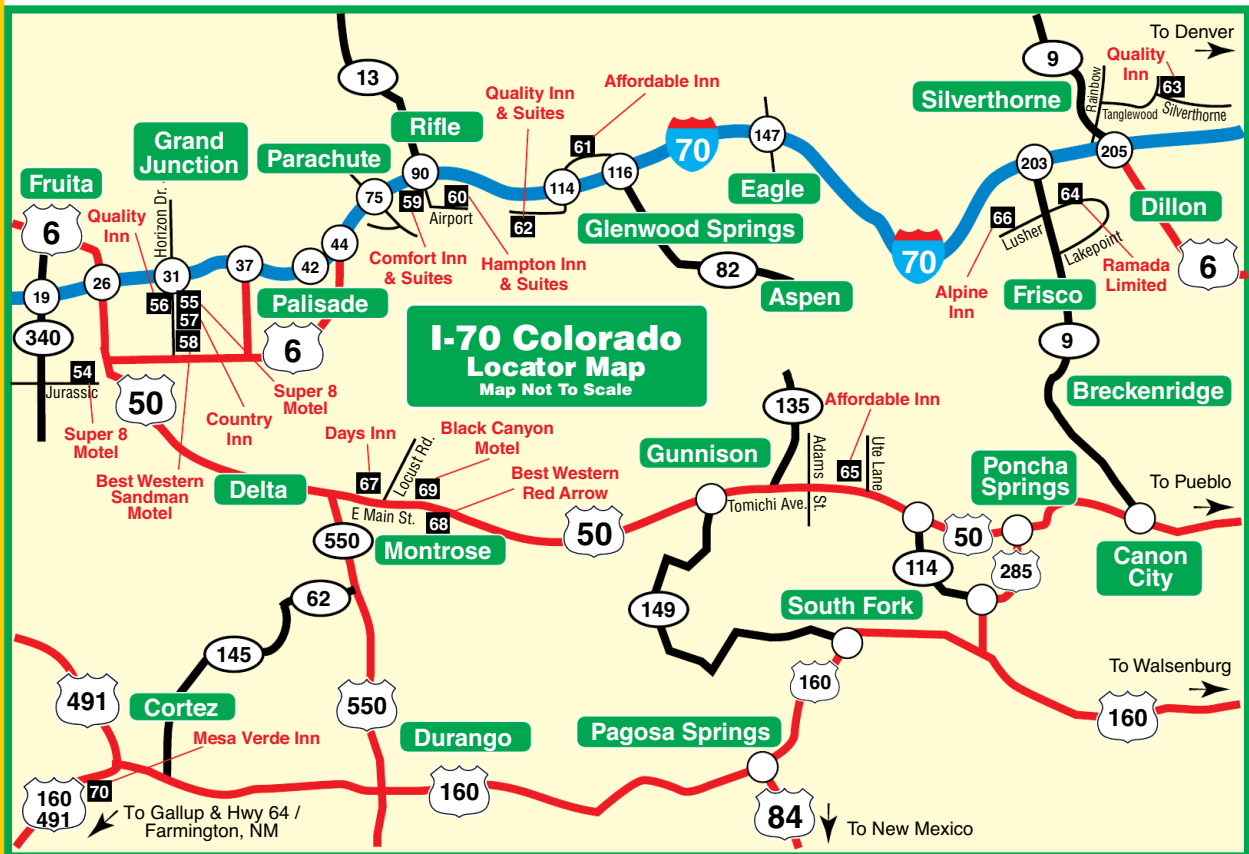 To Denver
9
13
Quality
Inn
63
Rainbow
Tanglewood
Silverthorne
Silverthorne
Affordable Inn
Quality Inn
& Suites
Rifle
Grand
Junction
Parachute
61
70
147
203
205
Fruita
6
Quality
Inn
Horizon Dr.
75
90
59
60
Airport
62
114
116
Eagle
Glenwood Springs
66
64
Lusher
Lakepoint
Dillon
6
19
26
31
37
42
44
Comfort Inn
& Suites
Hampton Inn
& Suites
82
Aspen
70
Alpine
Inn
Ramada
Limited
Frisco
56
55
57
58
Palisade
6
340
I-70 Colorado
Locator Map
Map Not To Scale
9
54
Jurassic
50
Super 8
Motel
Super 8
Motel
Country
Inn
Best Western
Sandman
Motel
Breckenridge
135
Affordable Inn
Days Inn
Locust Rd.
Black Canyon
Motel
Gunnison
Adams
St.
65
Ute Lane
Poncha
Springs
Best Western
Red Arrow
67
69
68
Delta
E Main St.
Montrose
550
50
Tomichi Ave.
50
To Pueblo
Canon
City
114
285
62
149
South Fork
145
160
To Walsenburg
491
Cortez
550
160
Mesa Verde Inn
Durango
Pagosa Springs
160
491
70
To Gallup & Hwy 64 /
Farmington, NM
160
84
To New Mexico